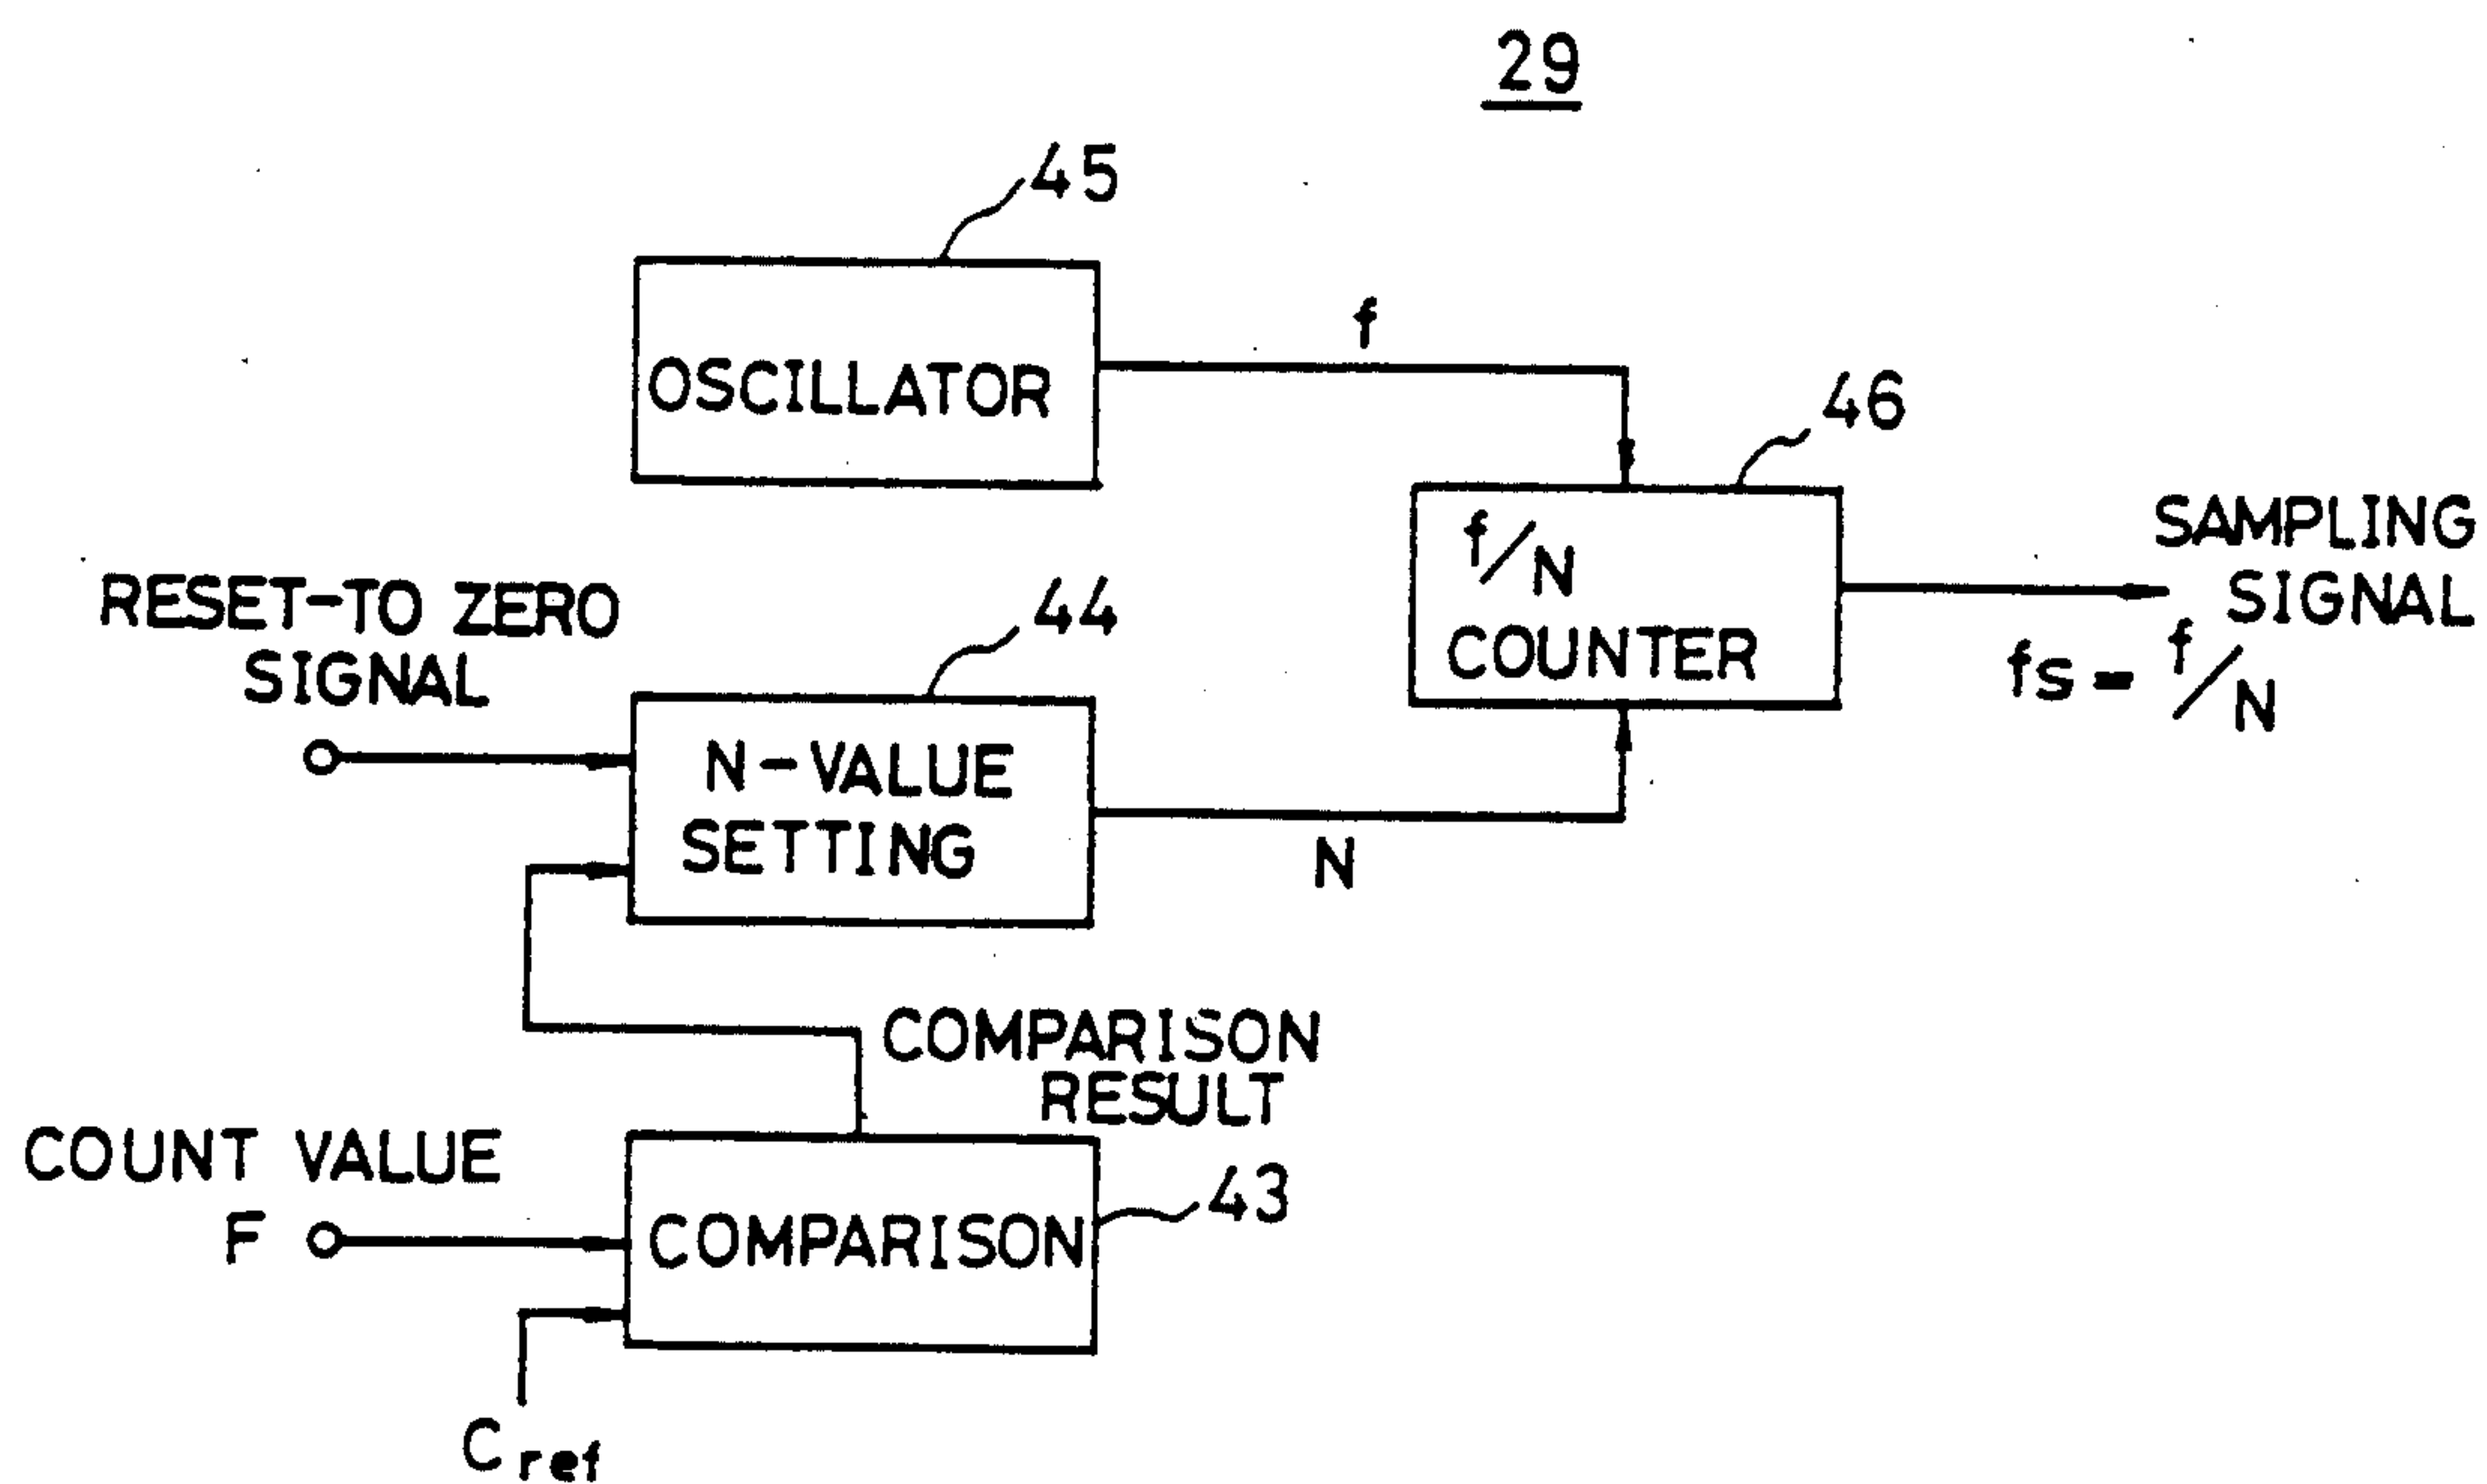 29
45
OSCILLATOR
f
46
f/N
COUNTER
SAMPLING
SIGNAL
fs - f/N
RESET-TO ZERO
SIGNAL
44
N-VALUE
SETTING
N
COMPARISON
RESULT
COUNT VALUE
F
COMPARISON
43
Cref